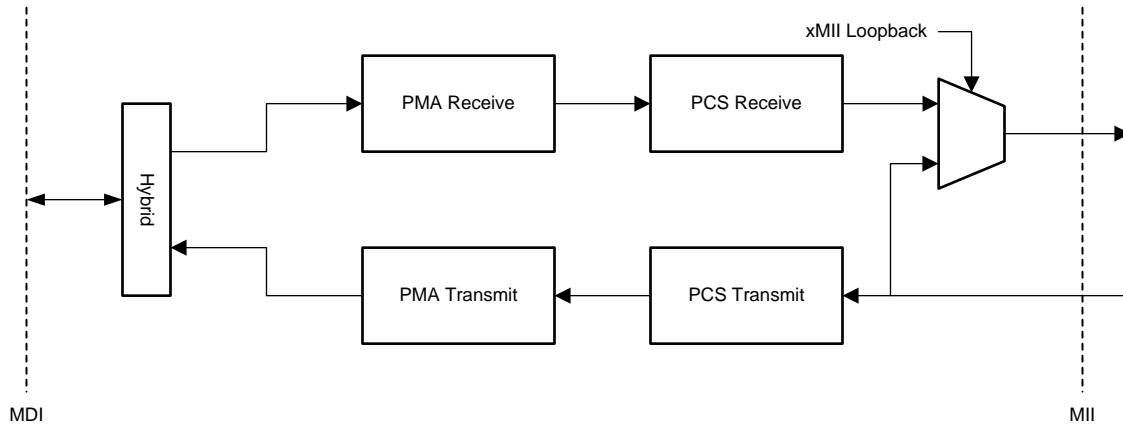 xMII Loopback
PMA Receive
PCS Receive
Hybrid
PMA Transmit
PCS Transmit
MDI
MII